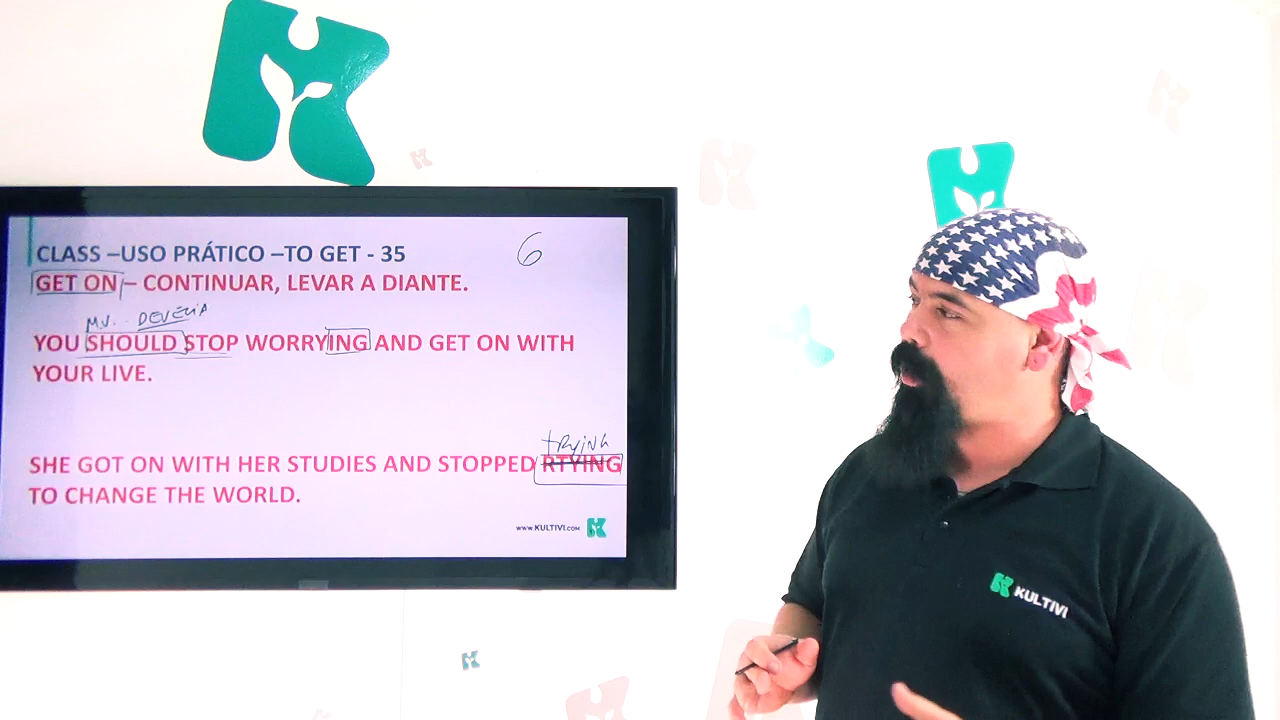 CLASS –USO PRÁTICO –TO GET - 35
6
GET ON – CONTINUAR, LEVAR A DIANTE.
MV. DEVERIA
YOU SHOULD STOP WORRYING AND GET ON WITH
YOUR LIVE.
TRYING
SHE GOT ON WITH HER STUDIES AND STOPPED RTYING
TO CHANGE THE WORLD.
WWW.KULTIVI.COM
KULTIVI